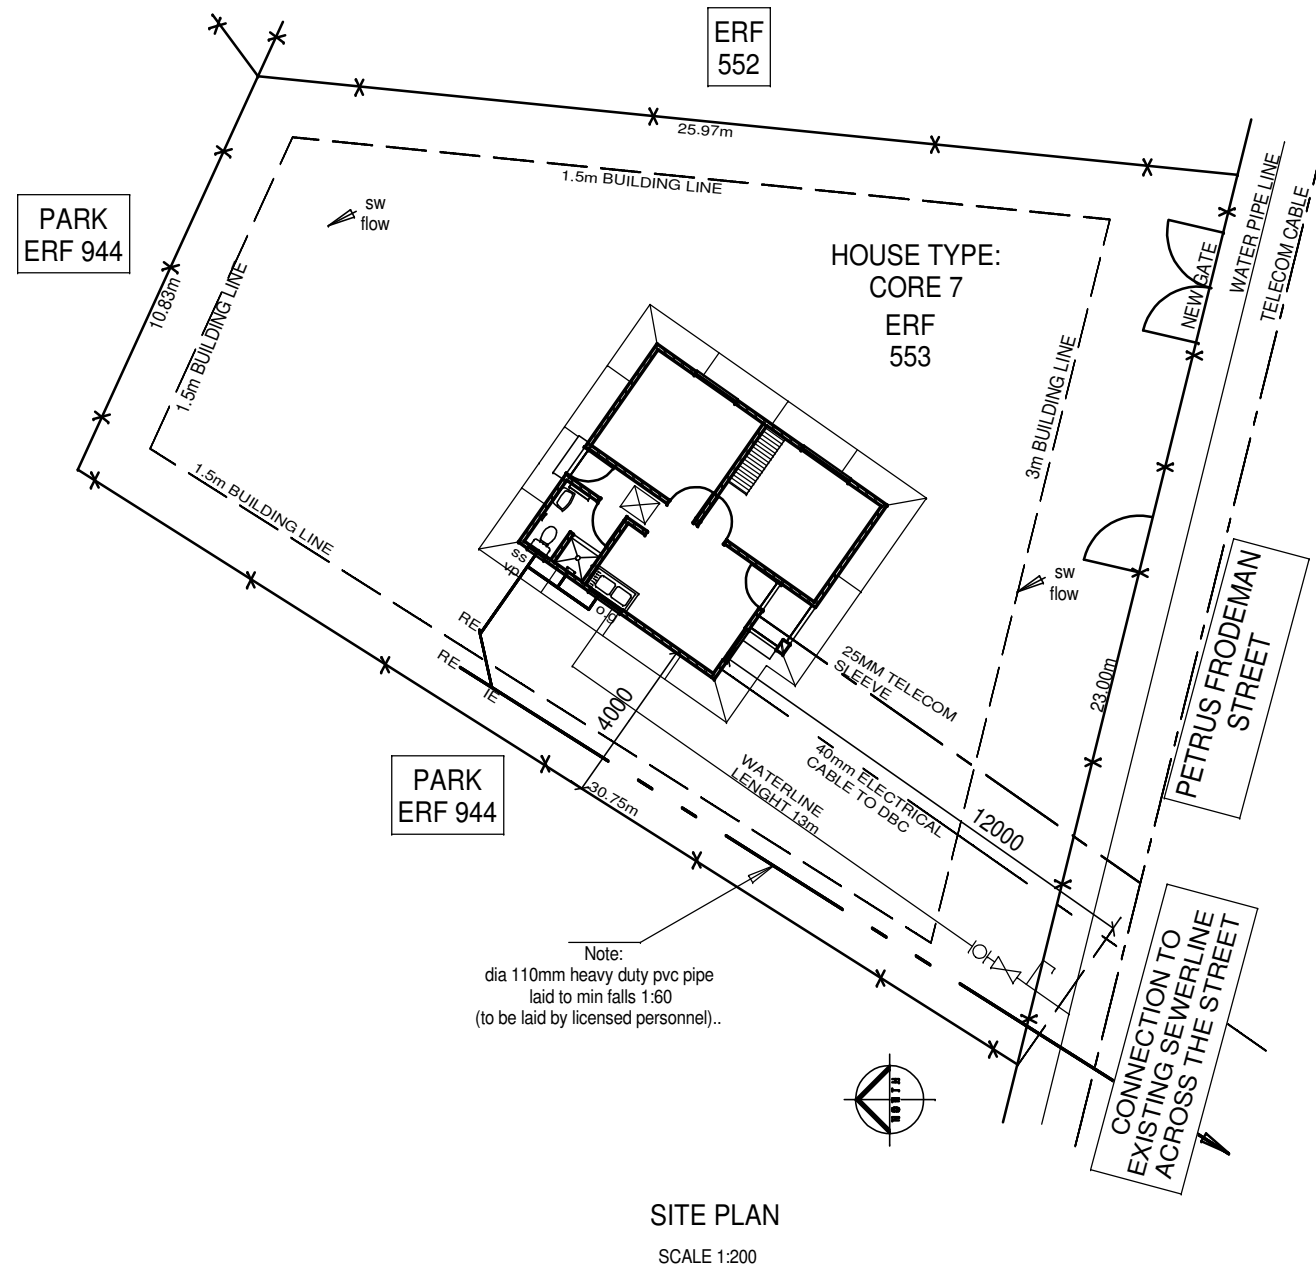 ERF
552
25.97m
1.5m BUILDING LINE
PARK
ERF 944
sw
flow
10.83m
1.5m BUILDING LINE
HOUSE TYPE:
CORE 7
ERF
553
NEW GATE
WATER PIPE LINE
TELECOM CABLE
3m BUILDING LINE
1.5m BUILDING LINE
ss
vp
o.g
RE
RE
IE
sw
flow
25MM TELECOM
SLEEVE
23.00m
PETRUS FRODEMAN
STREET
4000
40mm ELECTRICAL
CABLE TO DBC
WATERLINE
LENGHT 13m
12000
PARK
ERF 944
30.75m
Note:
dia 110mm heavy duty pvc pipe
laid to min falls 1:60
(to be laid by licensed personnel)..
CONNECTION TO
EXISTING SEWERLINE
ACROSS THE STREET
NORTH
SITE PLAN
SCALE 1:200